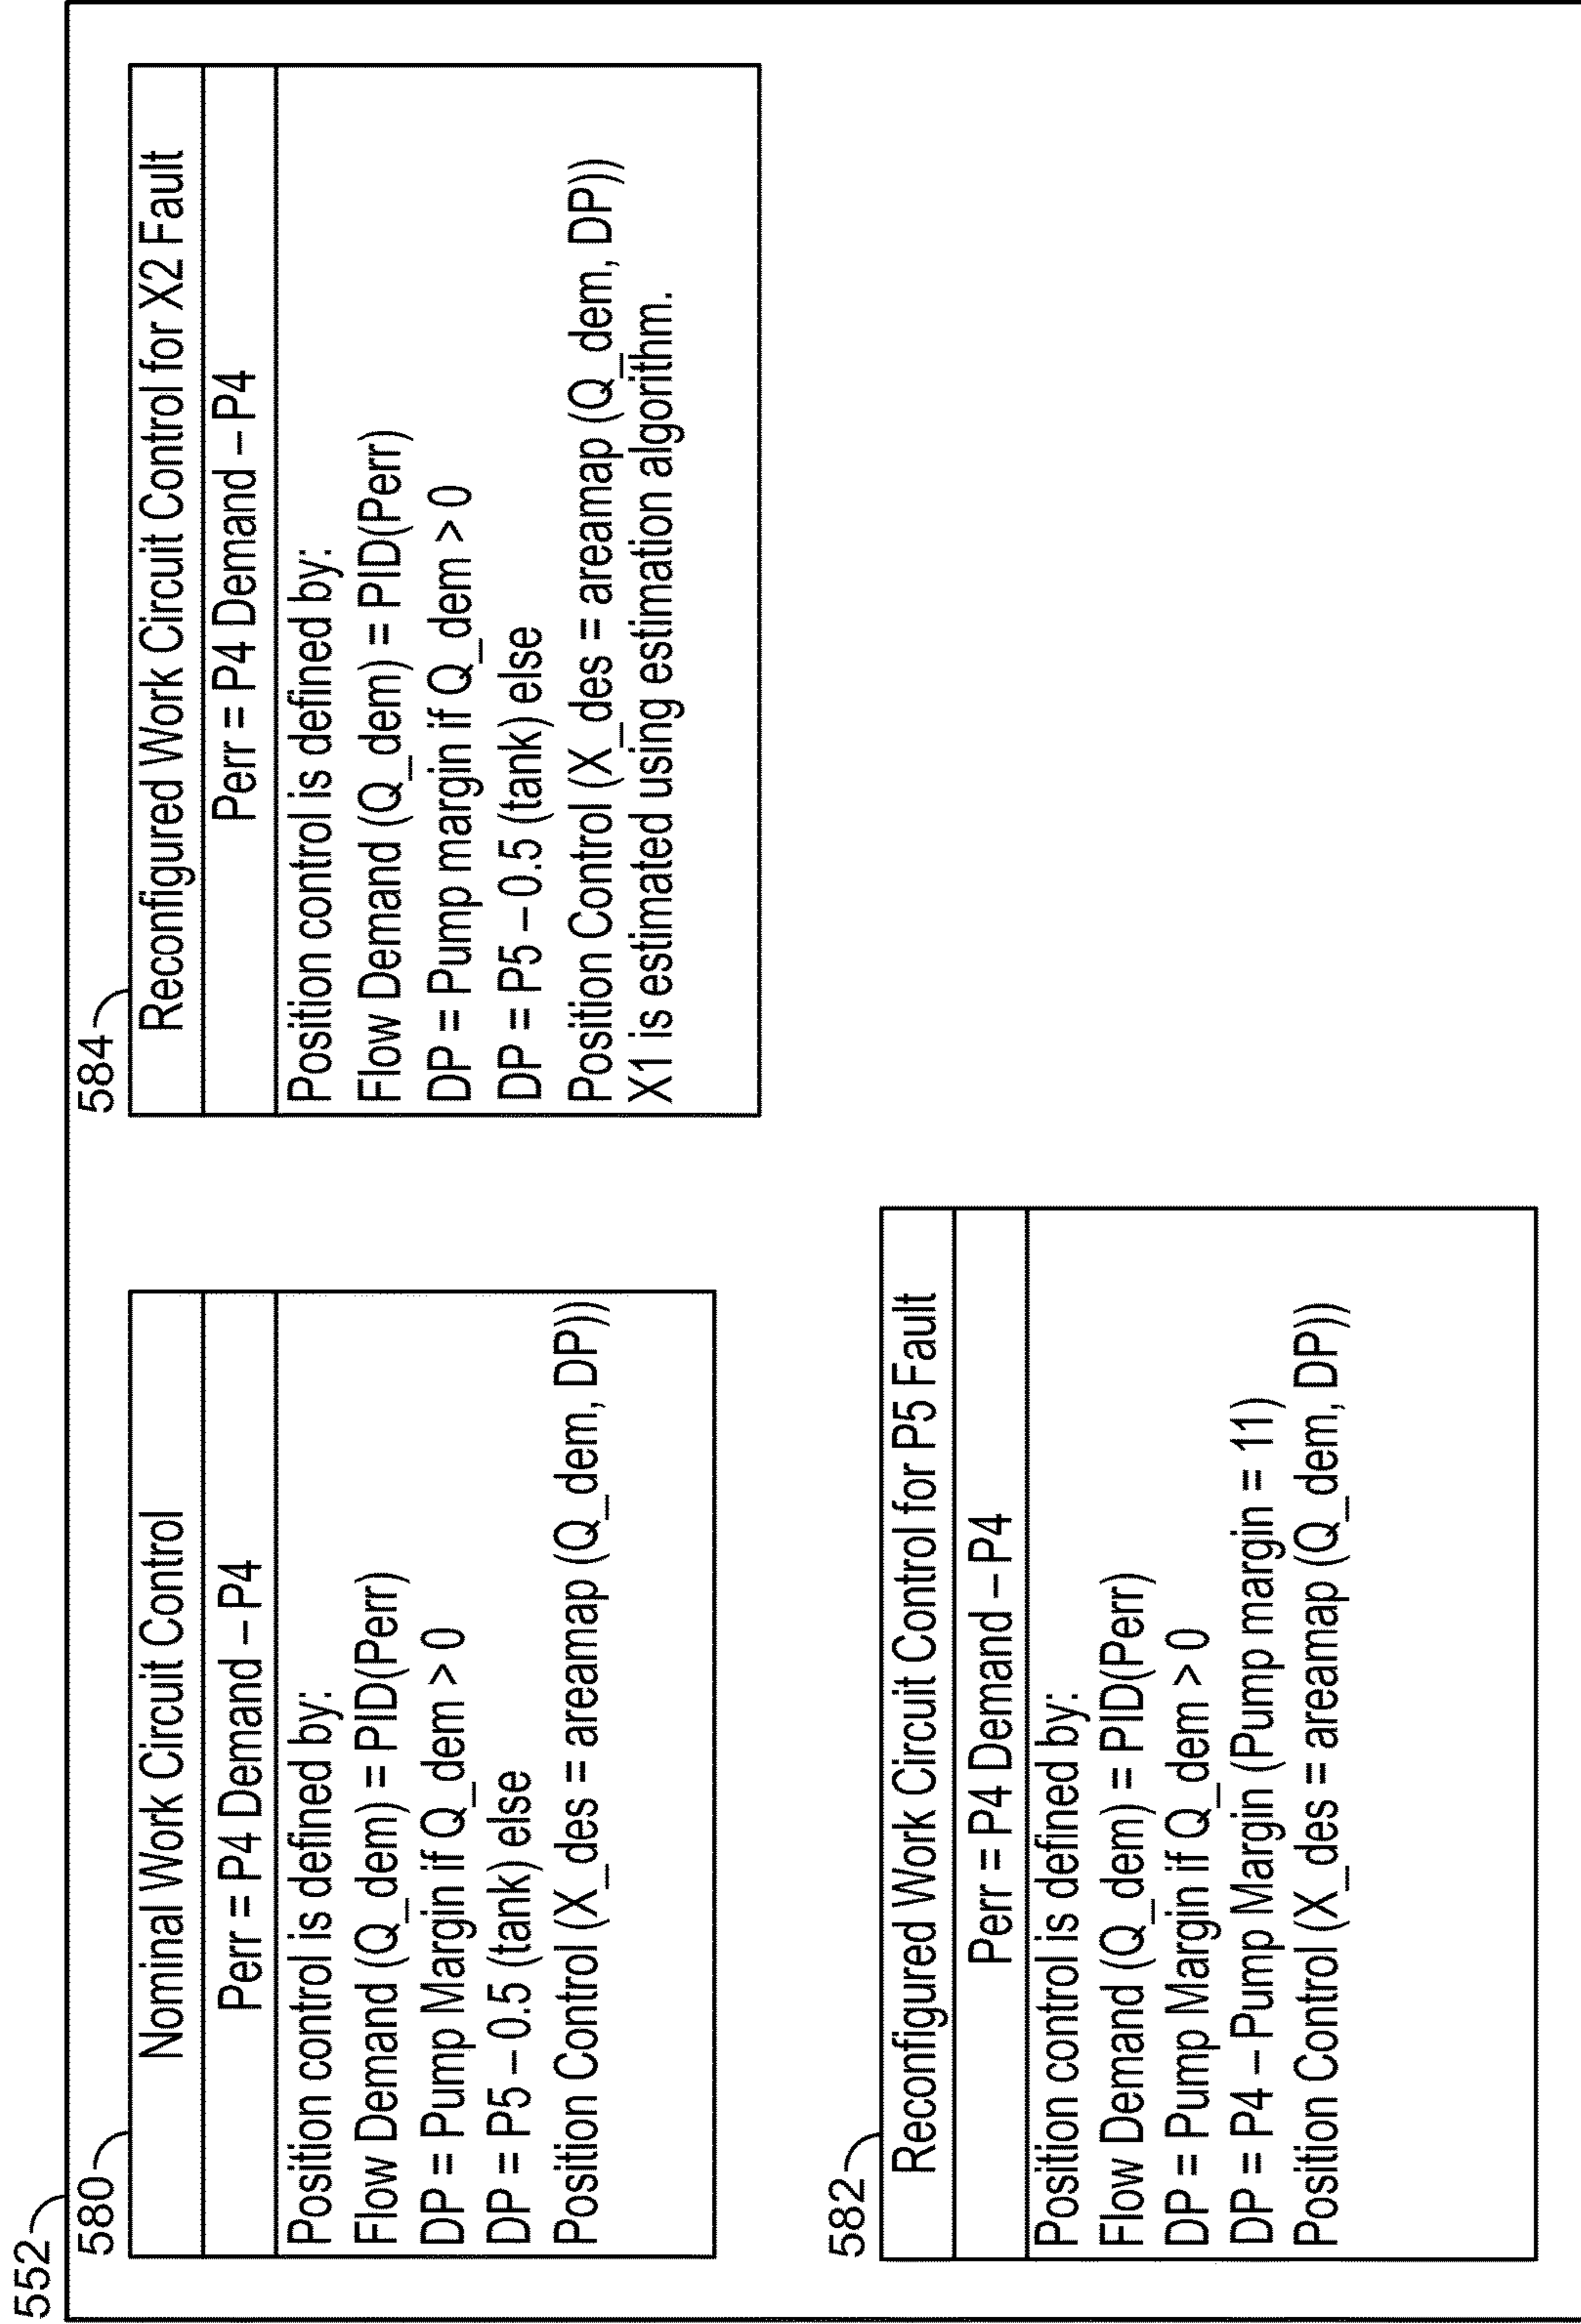 552
580
Nominal Work Circuit Control
Perr = P4 Demand – P4
Position control is defined by:
Flow Demand (Q_dem) = PID(Perr)
DP = Pump Margin if Q_dem > 0
DP = P5 – 0.5 (tank) else
Position Control (X_des = areamap (Q_dem, DP))
584
Reconfigured Work Circuit Control for X2 Fault
Perr = P4 Demand – P4
Position control is defined by:
Flow Demand (Q_dem) = PID(Perr)
DP = Pump margin if Q_dem > 0
DP = P5 – 0.5 (tank) else
Position Control (X_des = areamap (Q_dem, DP))
X1 is estimated using estimation algorithm.
582
Reconfigured Work Circuit Control for P5 Fault
Perr = P4 Demand – P4
Position control is defined by:
Flow Demand (Q_dem) = PID(Perr)
DP = Pump Margin if Q_dem > 0
DP = P4 – Pump Margin (Pump margin = 11)
Position Control (X_des = areamap (Q_dem, DP))